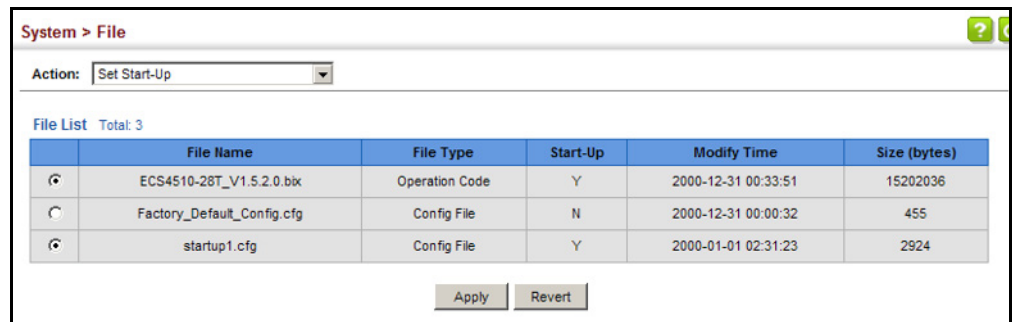 System > File
?
Action: Set Start-Up
File List Total: 3
File Name File Type Start-Up Modify Time Size (bytes)
ECS4510-28T_V1.5.2.0.bix Operation Code Y 2000-12-31 00:33:51 15202036
Factory_Default_Config.cfg Config File N 2000-12-31 00:00:32 455
startup1.cfg Config File Y 2000-01-01 02:31:23 2924
Apply Revert